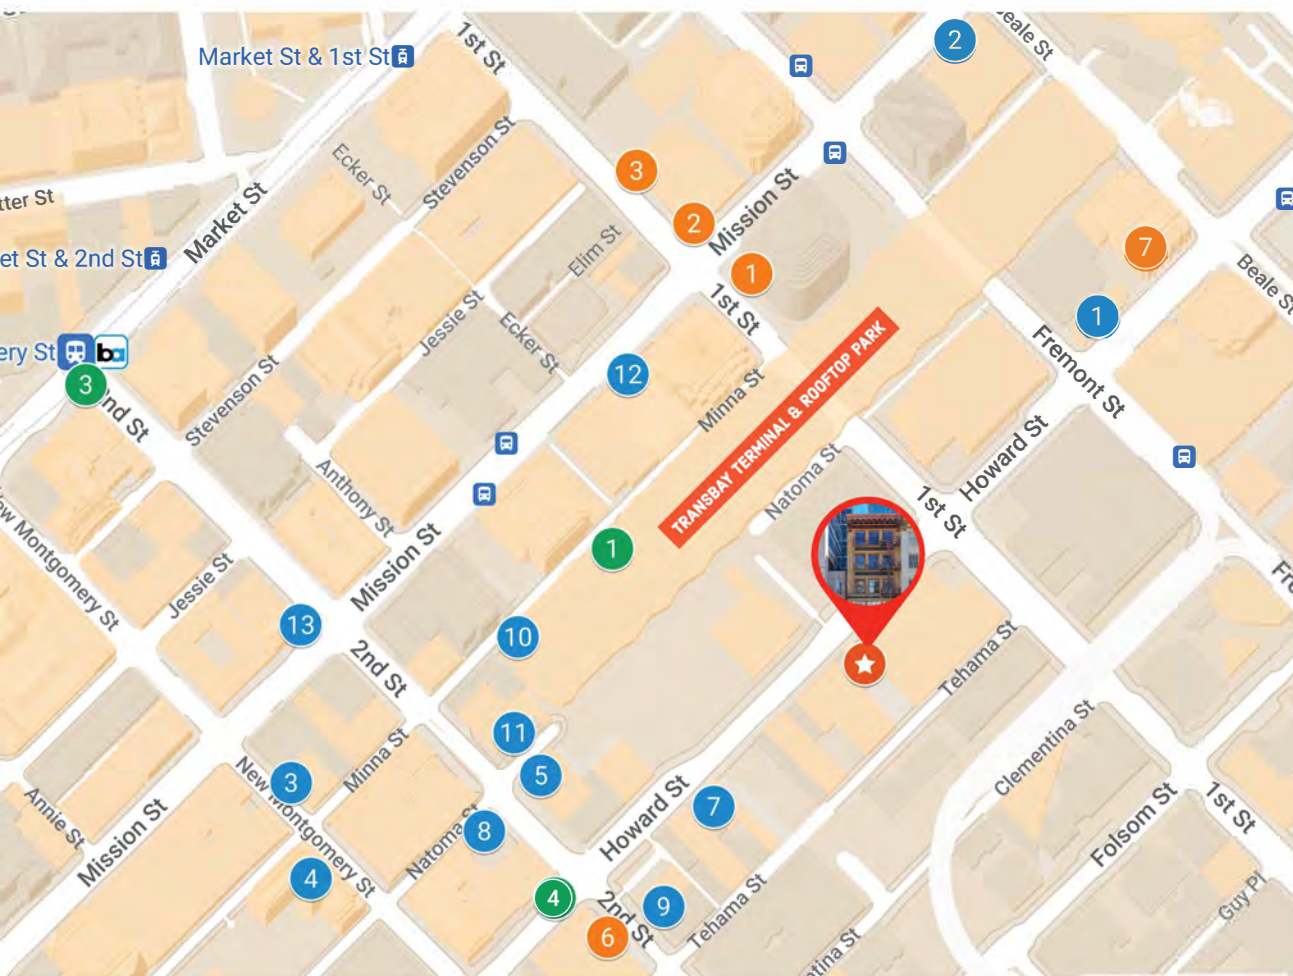 1st St
Beale St
2
Market St & 1st St
Stevenson St
Ecker St
3
Mission St
tter St
Market St
2
Elim St
7
et St & 2nd St
1
Beale St
1st St
Jessie St
Ecker St
1
Fremont St
ery St
ba
3
2nd St
12
TRANSBAY TERMINAL & ROOFTOP PARK
Minna St
Stevenson St
Howard St
Natoma St
Anthony St
1st St
New Montgomery St
Mission St
1
Jessie St
13
10
2nd St
Tehama St
11
5
Clementina St
3
Minna St
New Montgomery St
7
Howard St
Annie St
Mission St
8
Natoma St
4
Folsom St
1st St
4
9
2nd St
6
Tehama St
Guy Pl
tina St